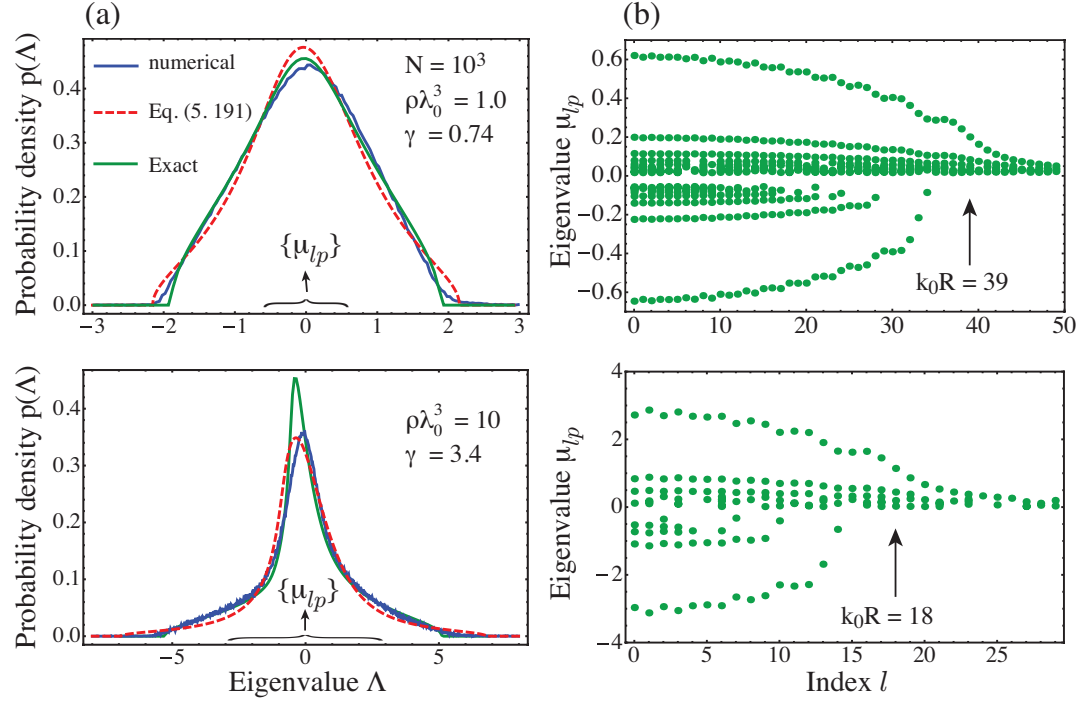 (a)
Probability density p(Λ)
0.4
0.3
0.2
0.1
0.0
numerical
Eq. (5. 191)
Exact
N = 10³
ρλ₀³ = 1.0
γ = 0.74
{μ_lp}
−3 −2 −1 0 1 2 3
(b)
Eigenvalue μ_lp
0.6
0.4
0.2
0.0
−0.2
−0.4
−0.6
k₀R = 39
0 10 20 30 40 50
Probability density p(Λ)
0.4
0.3
0.2
0.1
0.0
ρλ₀³ = 10
γ = 3.4
{μ_lp}
−5 0 5
Eigenvalue Λ
Eigenvalue μ_lp
4
2
0
−2
−4
k₀R = 18
0 5 10 15 20 25
Index l